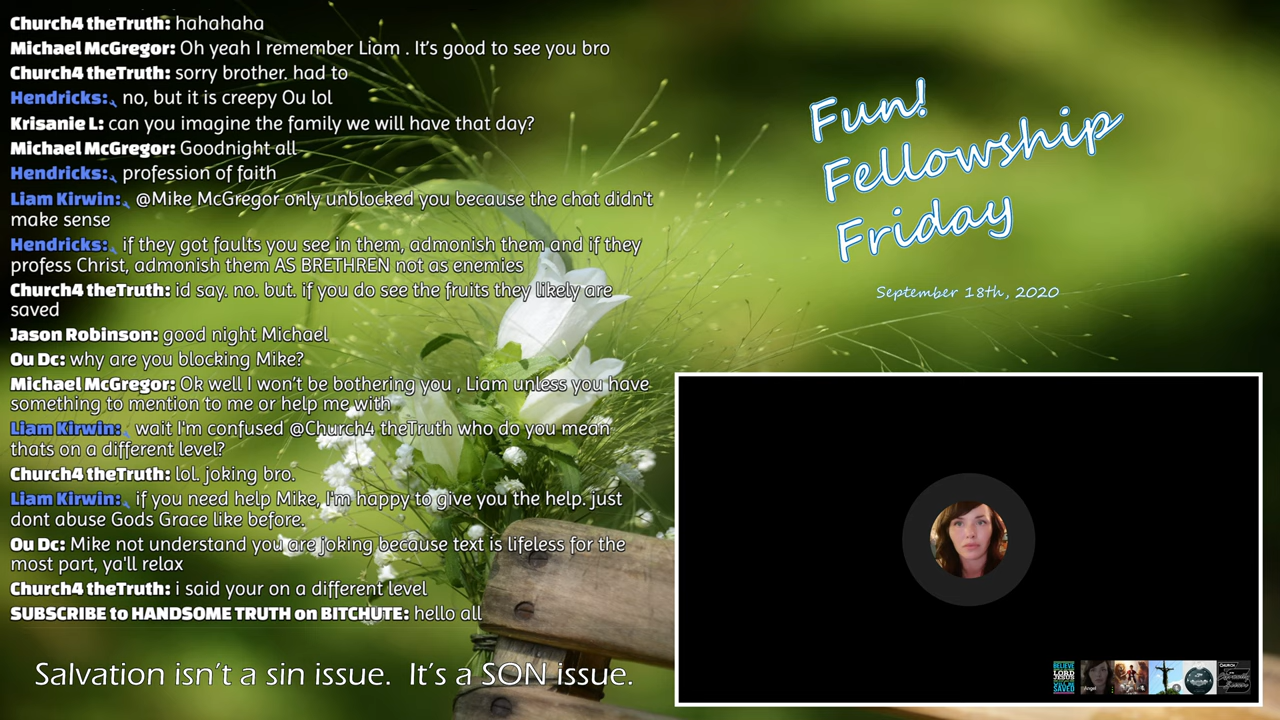 Church4 theTruth: hahahaha
Michael McGregor: Oh yeah I remember Liam . It's good to see you bro
Church4 theTruth: sorry brother. had to
Hendricks: no, but it is creepy Ou lol
Krisanie L: can you imagine the family we will have that day?
Michael McGregor: Goodnight all
Hendricks: profession of faith
Liam Kirwin: @Mike McGregor only unblocked you because the chat didn't
make sense
Hendricks: if they got faults you see in them, admonish them and if they
profess Christ, admonish them AS BRETHREN not as enemies
Church4 theTruth: id say. no. but. if you do see the fruits they likely are
saved
Jason Robinson: good night Michael
Ou Dc: why are you blocking Mike?
Michael McGregor: Ok well I won't be bothering you , Liam unless you have
something to mention to me or help me with
Liam Kirwin: wait I'm confused @Church4 theTruth who do you mean
thats on a different level?
Church4 theTruth: lol. joking bro.
Liam Kirwin: if you need help Mike, I'm happy to give you the help. just
dont abuse Gods Grace like before.
Ou Dc: Mike not understand you are joking because text is lifeless for the
most part, ya'll relax
Church4 theTruth: i said your on a different level
SUBSCRIBE to HANDSOME TRUTH on BITCHUTE: hello all
Salvation isn't a sin issue. It's a SON issue.
Fun!
Fellowship
Friday
September 18th, 2020
BELIEVE
LORD
JESUS
SAVED
Angel
CHURCH